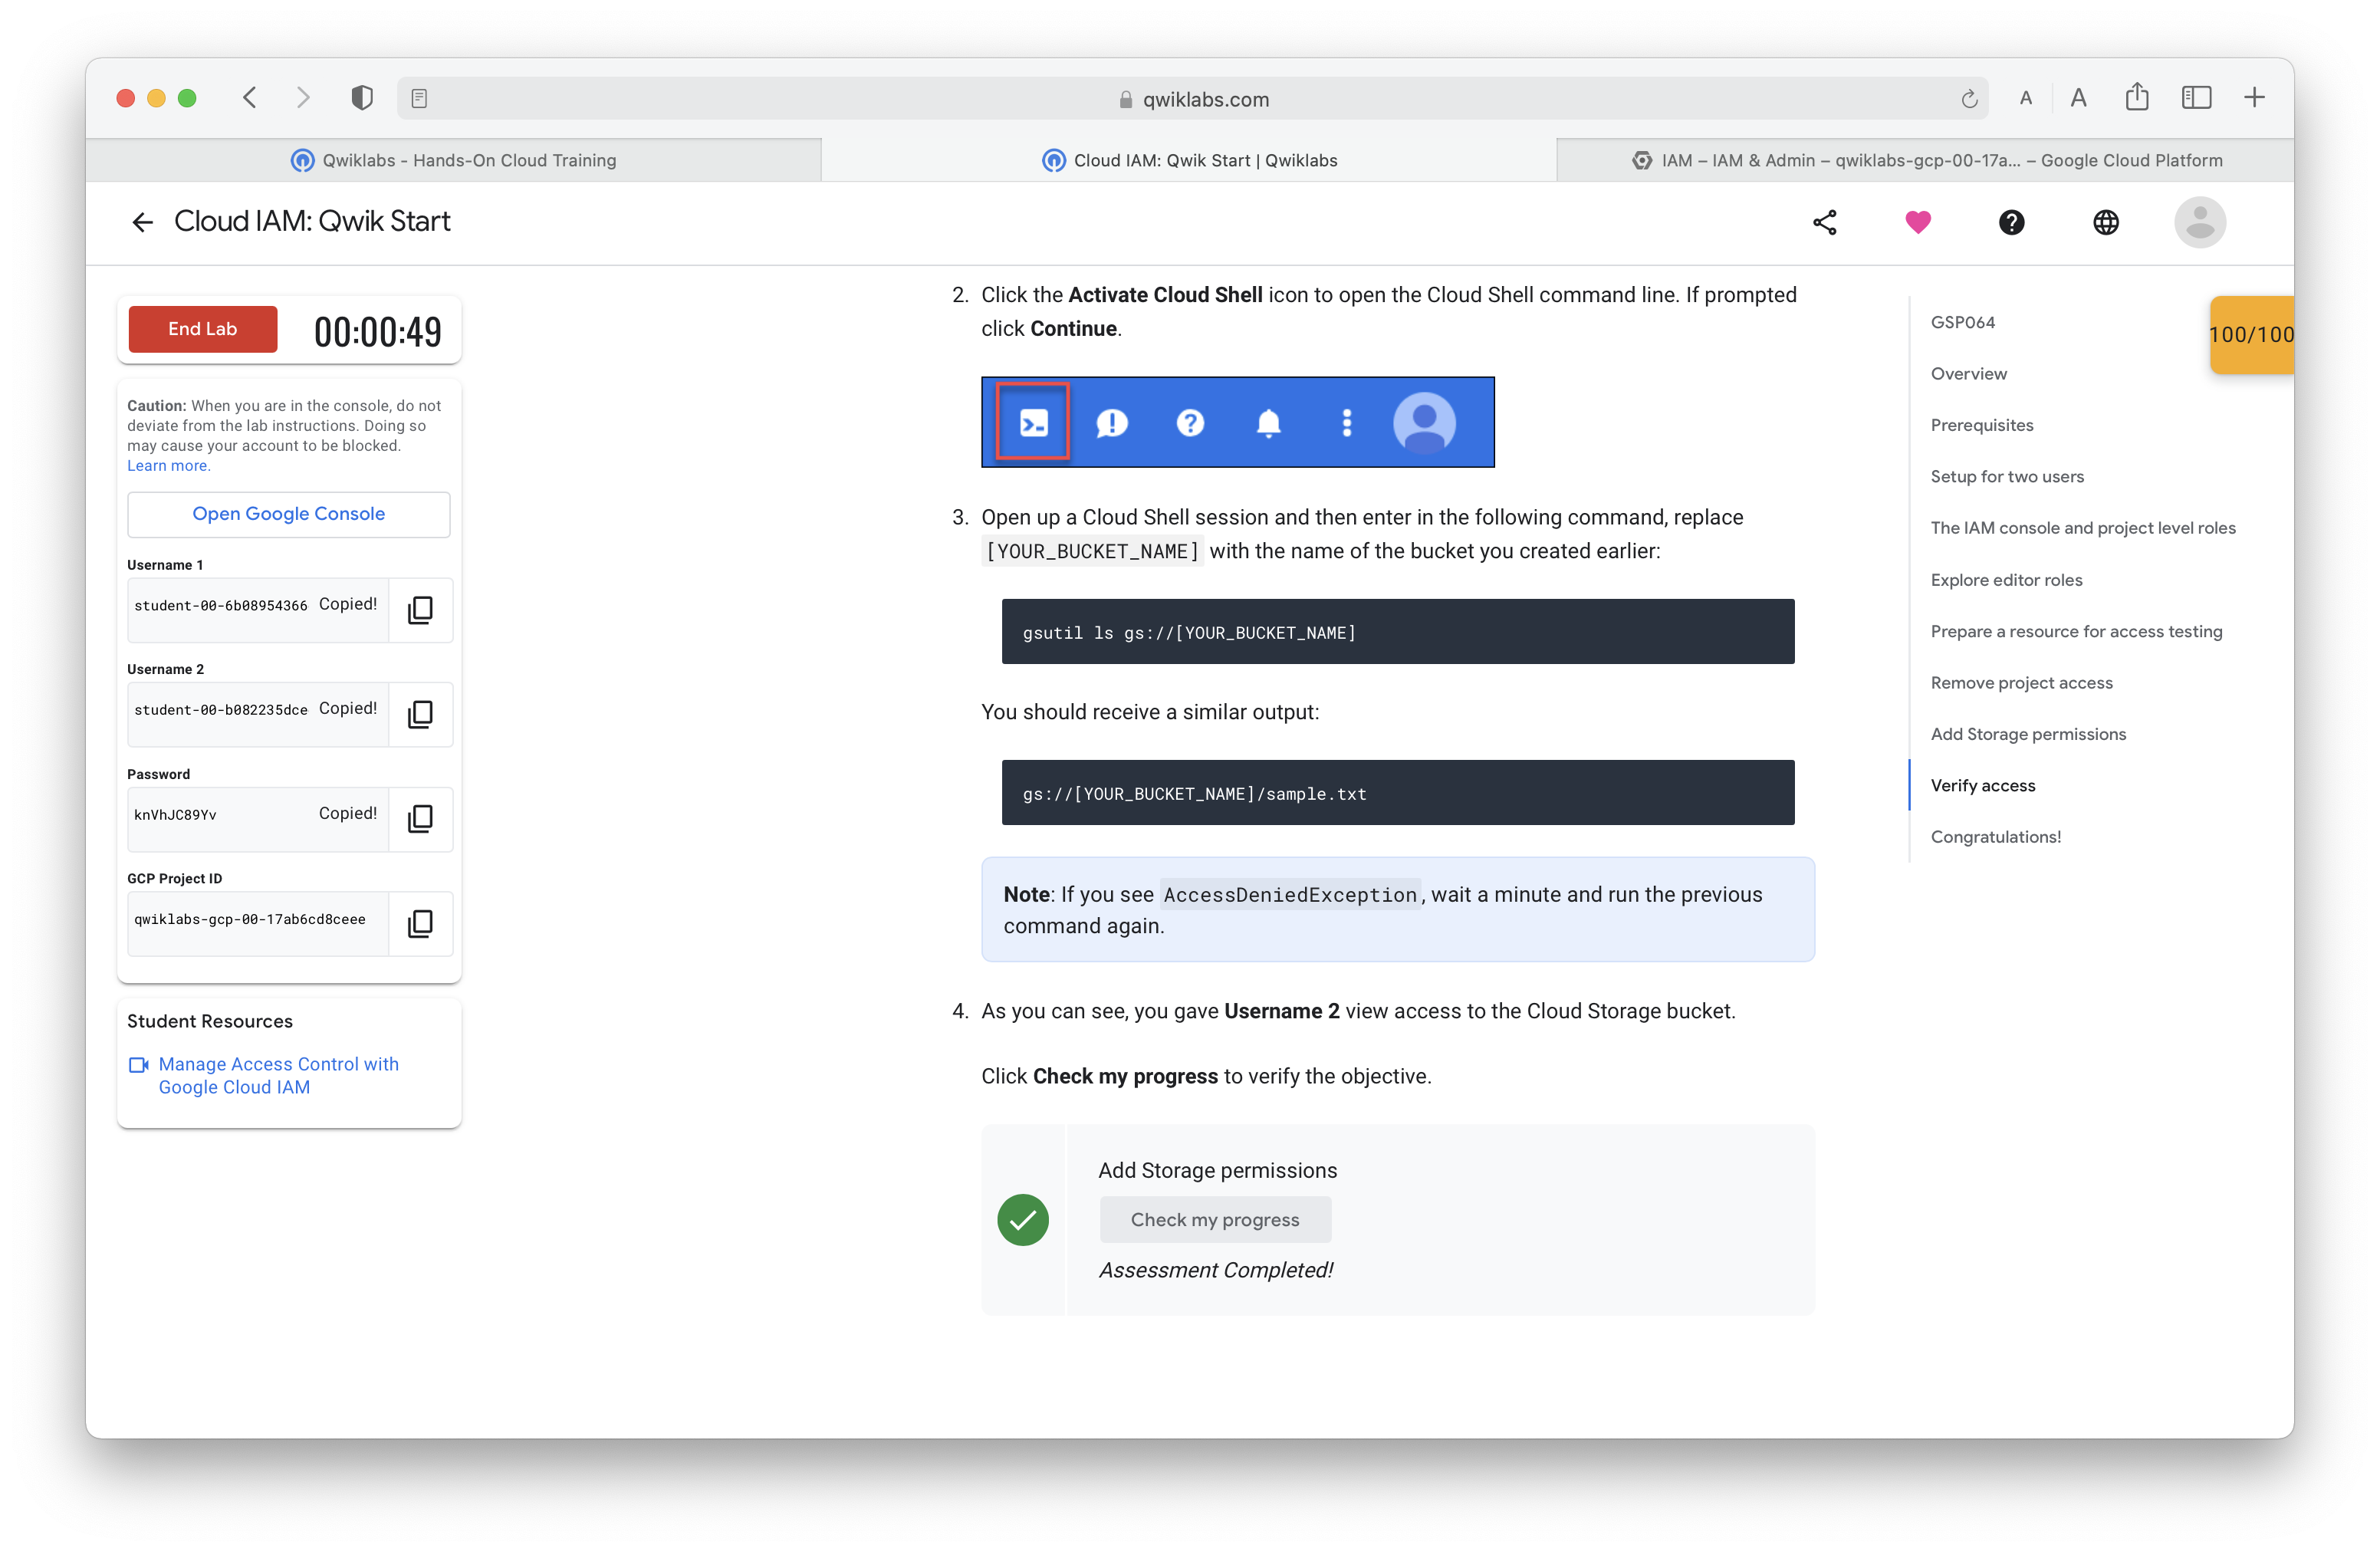 qwiklabs.com
A A
Qwiklabs - Hands-On Cloud Training
Cloud IAM: Qwik Start | Qwiklabs
IAM – IAM & Admin – qwiklabs-gcp-00-17a... – Google Cloud Platform
Cloud IAM: Qwik Start
End Lab
00:00:49
Caution: When you are in the console, do not
deviate from the lab instructions. Doing so
may cause your account to be blocked.
Learn more.
Open Google Console
Username 1
student-00-6b08954366 Copied!
Username 2
student-00-b082235dce Copied!
Password
knVhJC89Yv Copied!
GCP Project ID
qwiklabs-gcp-00-17ab6cd8ceee
Student Resources
Manage Access Control with
Google Cloud IAM
2. Click the Activate Cloud Shell icon to open the Cloud Shell command line. If prompted
click Continue.
3. Open up a Cloud Shell session and then enter in the following command, replace
[YOUR_BUCKET_NAME] with the name of the bucket you created earlier:
gsutil ls gs://[YOUR_BUCKET_NAME]
You should receive a similar output:
gs://[YOUR_BUCKET_NAME]/sample.txt
Note: If you see AccessDeniedException, wait a minute and run the previous
command again.
4. As you can see, you gave Username 2 view access to the Cloud Storage bucket.
Click Check my progress to verify the objective.
Add Storage permissions
Check my progress
Assessment Completed!
GSP064
Overview
Prerequisites
Setup for two users
The IAM console and project level roles
Explore editor roles
Prepare a resource for access testing
Remove project access
Add Storage permissions
Verify access
Congratulations!
100/100